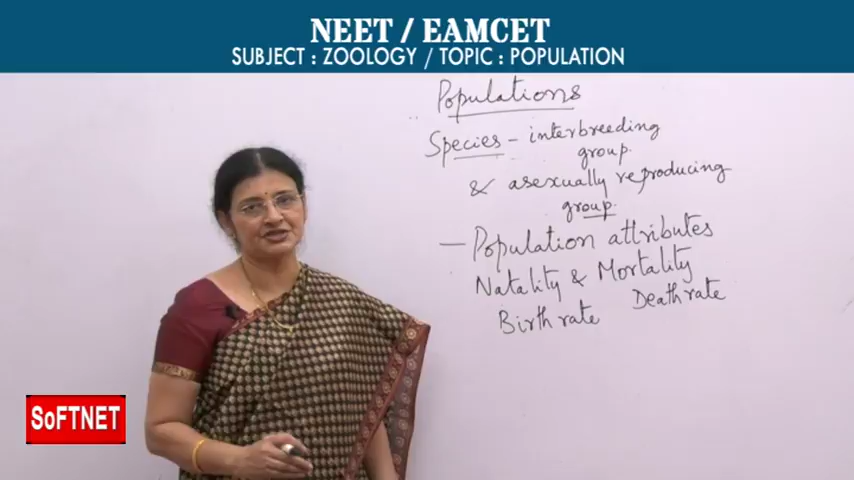 NEET / EAMCET
SUBJECT : ZOOLOGY / TOPIC : POPULATION
Populations
Species - interbreeding
group.
& asexually reproducing
group.
- Population attributes
Natality & Mortality
Birth rate Death rate
SoFTNET